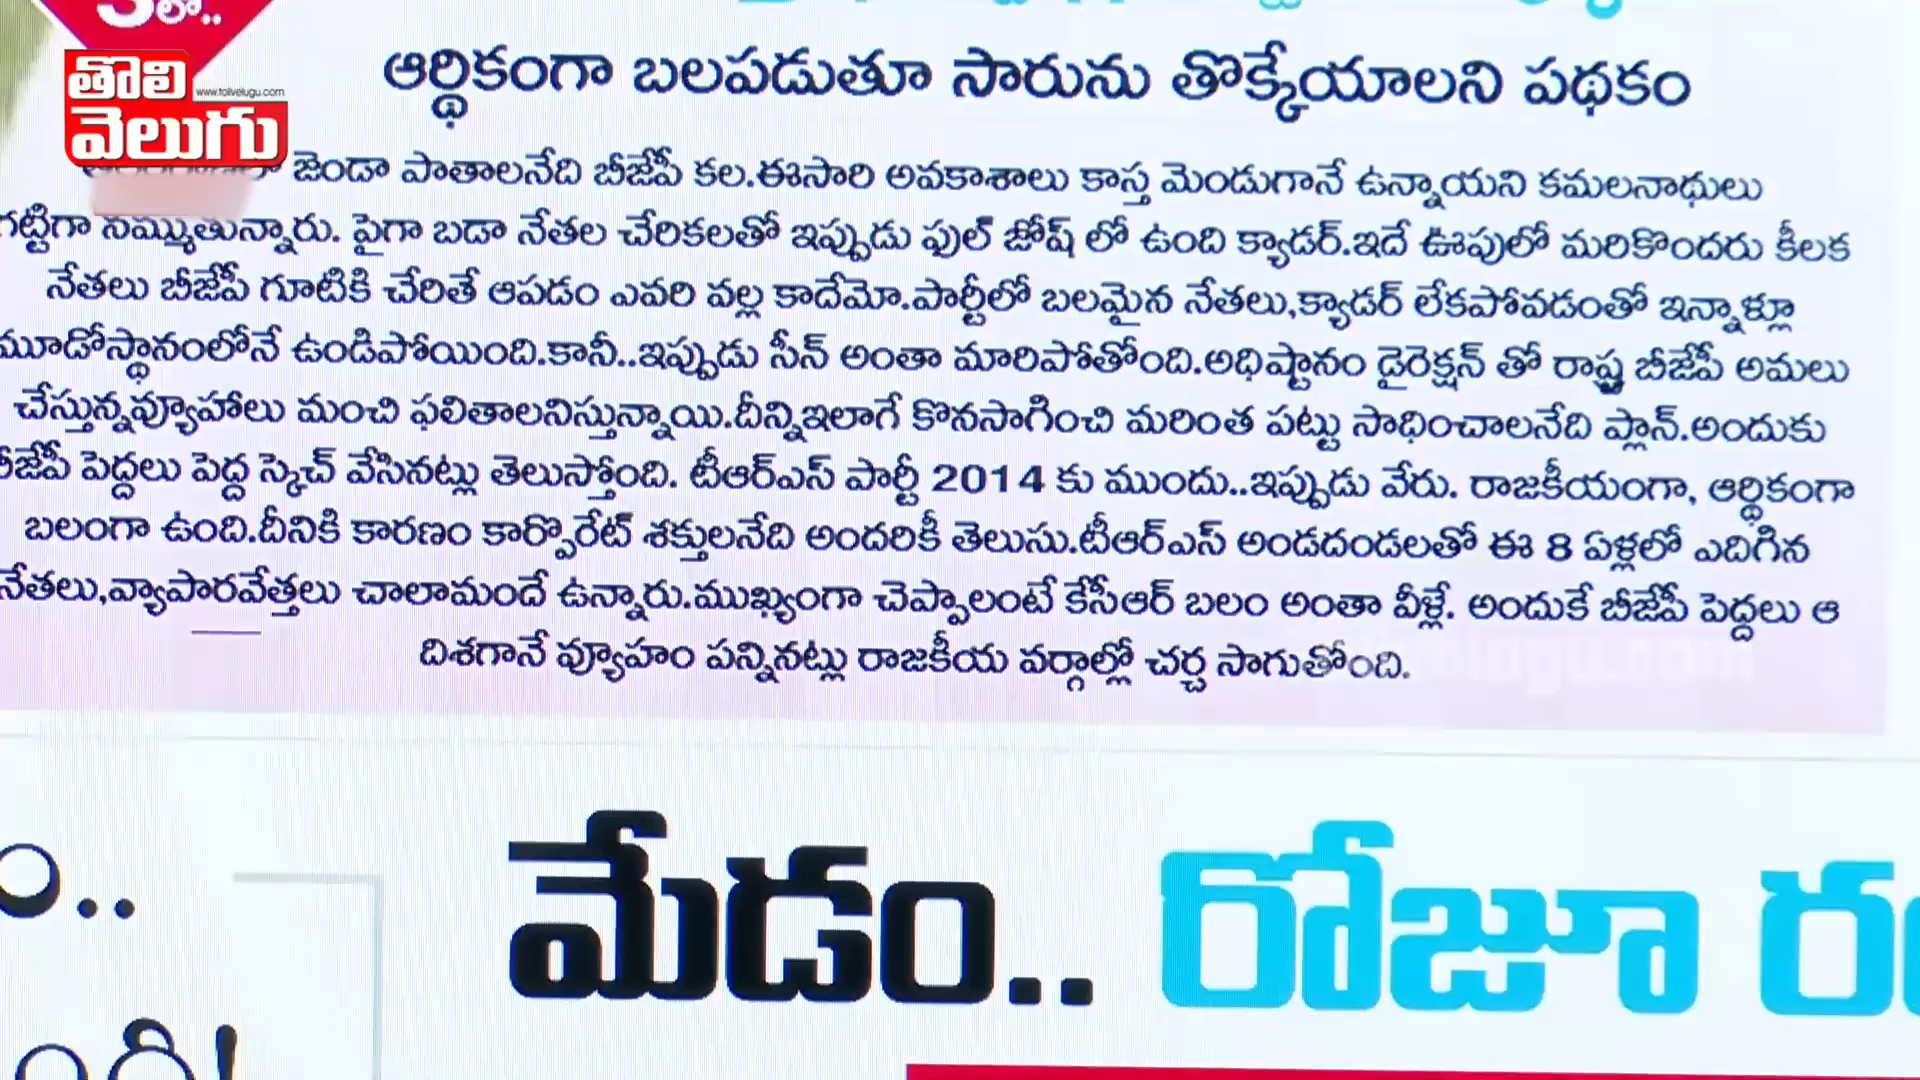 3లో..
ఆర్థికంగా బలపడుతూ సారును తొక్కేయాలని పథకం
తొలి
www.tolivelugu.com
వెలుగు
జెండా పాతాలనేది బీజేపీ కల.ఈసారి అవకాశాలు కాస్త మెండుగానే ఉన్నాయని కమలనాథులు
గట్టిగా నమ్ముతున్నారు. పైగా బడా నేతల చేరికలతో ఇప్పుడు ఫుల్ జోష్ లో ఉంది క్యాడర్.ఇదే ఊపులో మరికొందరు కీలక
నేతలు బీజేపీ గూటికి చేరితే ఆపడం ఎవరి వల్ల కాదేమో.పార్టీలో బలమైన నేతలు,క్యాడర్ లేకపోవడంతో ఇన్నాళ్లూ
మూడోస్థానంలోనే ఉండిపోయింది.కానీ..ఇప్పుడు సీన్ అంతా మారిపోతోంది.అధిష్టానం డైరెక్షన్ తో రాష్ట్ర బీజేపీ అమలు
చేస్తున్నవ్యూహాలు మంచి ఫలితాలనిస్తున్నాయి.దీన్నిఇలాగే కొనసాగించి మరింత పట్టు సాధించాలనేది ప్లాన్.అందుకు
బీజేపీ పెద్దలు పెద్ద స్కెచ్ వేసినట్లు తెలుస్తోంది. టీఆర్ఎస్ పార్టీ 2014 కు ముందు..ఇప్పుడు వేరు. రాజకీయంగా, ఆర్థికంగా
బలంగా ఉంది.దీనికి కారణం కార్పొరేట్ శక్తులనేది అందరికీ తెలుసు.టీఆర్ఎస్ అండదండలతో ఈ 8 ఏళ్లలో ఎదిగిన
నేతలు,వ్యాపారవేత్తలు చాలామందే ఉన్నారు.ముఖ్యంగా చెప్పాలంటే కేసీఆర్ బలం అంతా వీళ్లే. అందుకే బీజేపీ పెద్దలు ఆ
దిశగానే వ్యూహం పన్నినట్లు రాజకీయ వర్గాల్లో చర్చ సాగుతోంది.
మేడం.. రోజూ